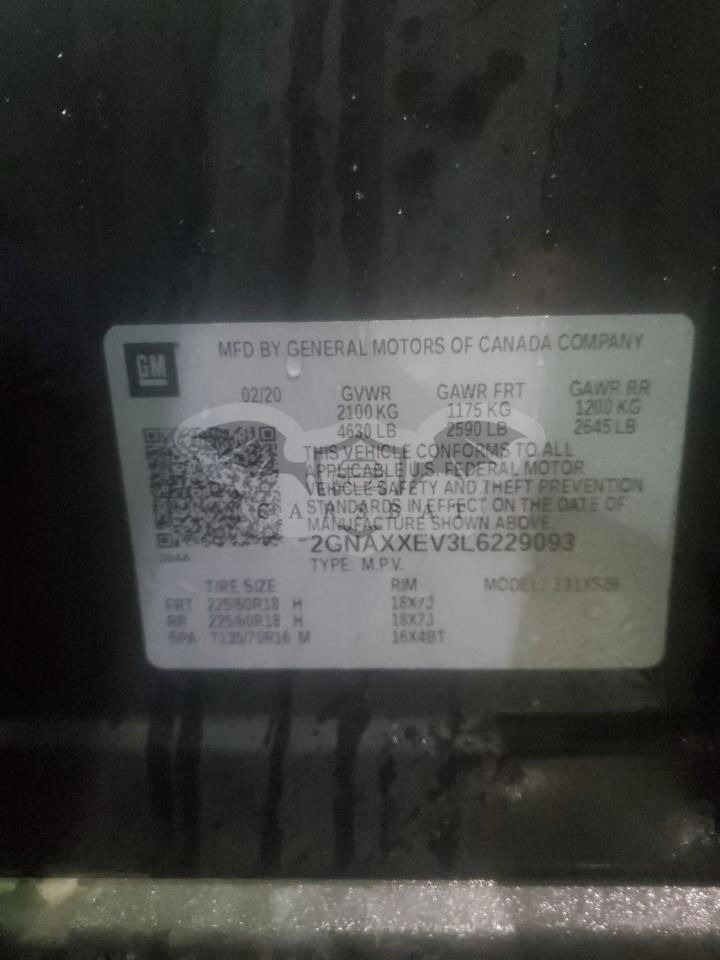 GM
MFD BY GENERAL MOTORS OF CANADA COMPANY
02/20 GVWR GAWR FRT GAWR RR
2100 KG 1175 KG 1200 KG
4630 LB 2590 LB 2645 LB
THIS VEHICLE CONFORMS TO ALL
APPLICABLE U.S. FEDERAL MOTOR
VEHICLE SAFETY AND THEFT PREVENTION
STANDARDS IN EFFECT ON THE DATE OF
MANUFACTURE SHOWN ABOVE.
2GNAXXEV3L6229093
TYPE: M.P.V.
TIRE SIZE RIM MODEL:
FRT 225/60R18 H 18X7J
RR 225/60R18 H 18X7J
SPA T135/70R16 M 16X4BT